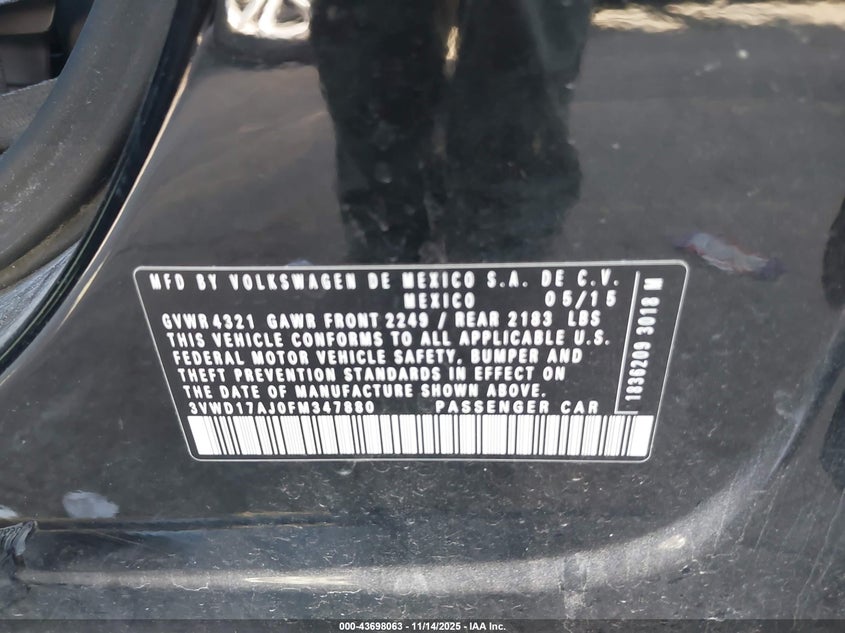 MFD BY VOLKSWAGEN DE MEXICO S.A. DE C.V.
MEXICO 05/15
GVWR 4321 GAWR FRONT 2249 / REAR 2183 LBS
THIS VEHICLE CONFORMS TO ALL APPLICABLE U.S.
FEDERAL MOTOR VEHICLE SAFETY, BUMPER AND
THEFT PREVENTION STANDARDS IN EFFECT ON
THE DATE OF MANUFACTURE SHOWN ABOVE.
3VWD17AJ0FM347880 PASSENGER CAR
1836209 3018 M
000-43698063 - 11/14/2025 - IAA Inc.